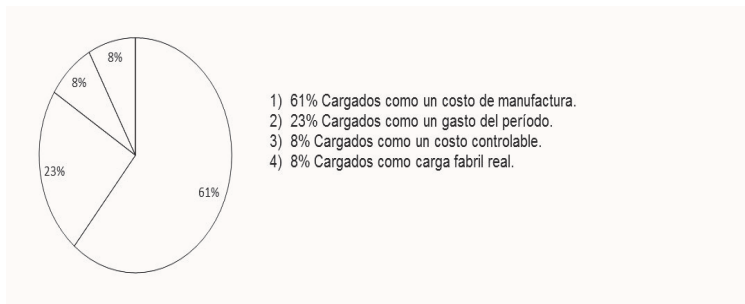 8%
8%
23%
61%
1) 61% Cargados como un costo de manufactura.
2) 23% Cargados como un gasto del período.
3) 8% Cargados como un costo controlable.
4) 8% Cargados como carga fabril real.